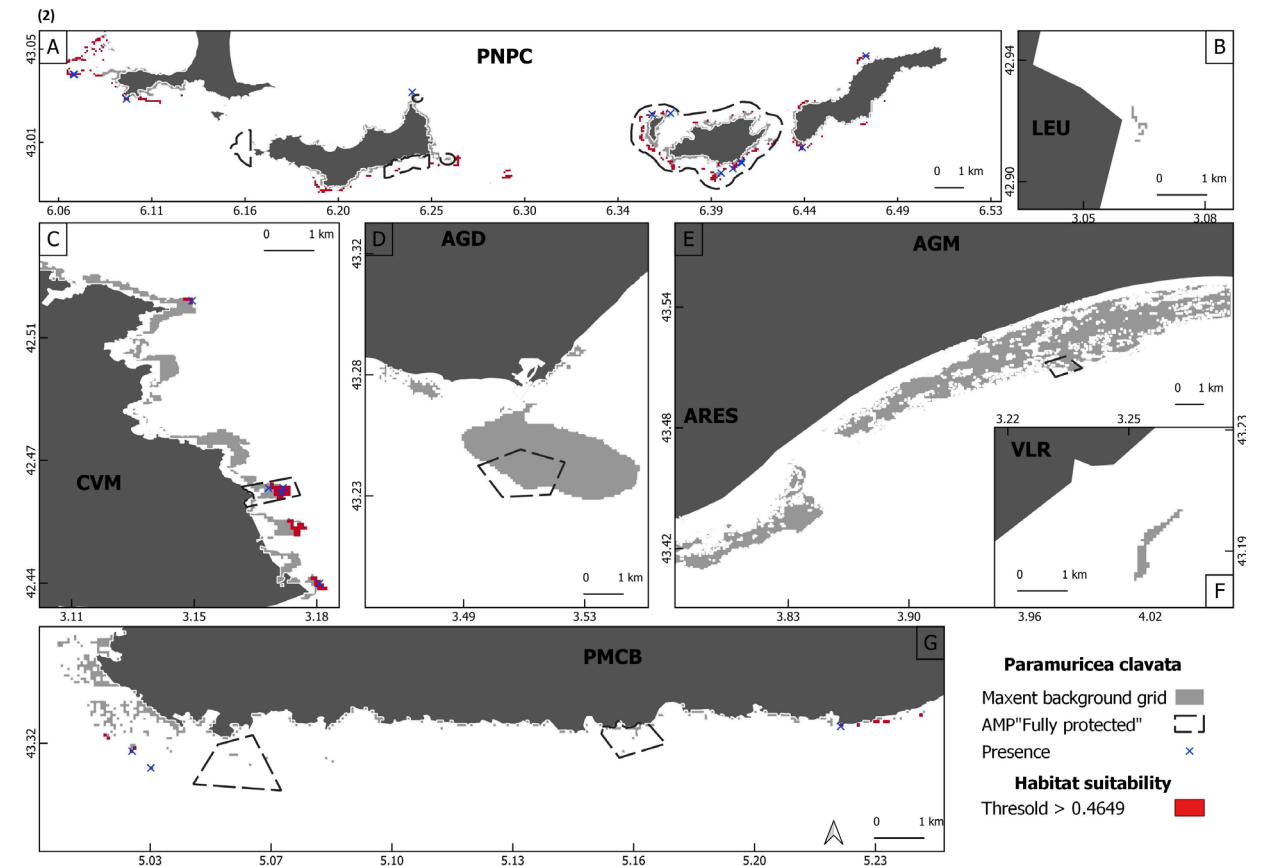 (2)
A
PNPC
43.05
43.01
0 1 km
6.06 6.11 6.16 6.20 6.25 6.30 6.34 6.39 6.44 6.49 6.53
B
LEU
42.94
42.90
0 1 km
3.05 3.08
C
CVM
0 1 km
42.51
42.47
42.44
3.11 3.15 3.18
D
AGD
43.32
43.28
43.23
0 1 km
3.49 3.53
E
AGM
ARES
43.54
43.48
43.42
0 1 km
3.83 3.90 3.96 4.02
3.22 3.25
VLR
43.23
43.19
0 1 km
F
G
PMCB
43.32
0 1 km
5.03 5.07 5.10 5.13 5.16 5.20 5.23
Paramuricea clavata
Maxent background grid
AMP"Fully protected"
Presence
Habitat suitability
Thresold > 0.4649